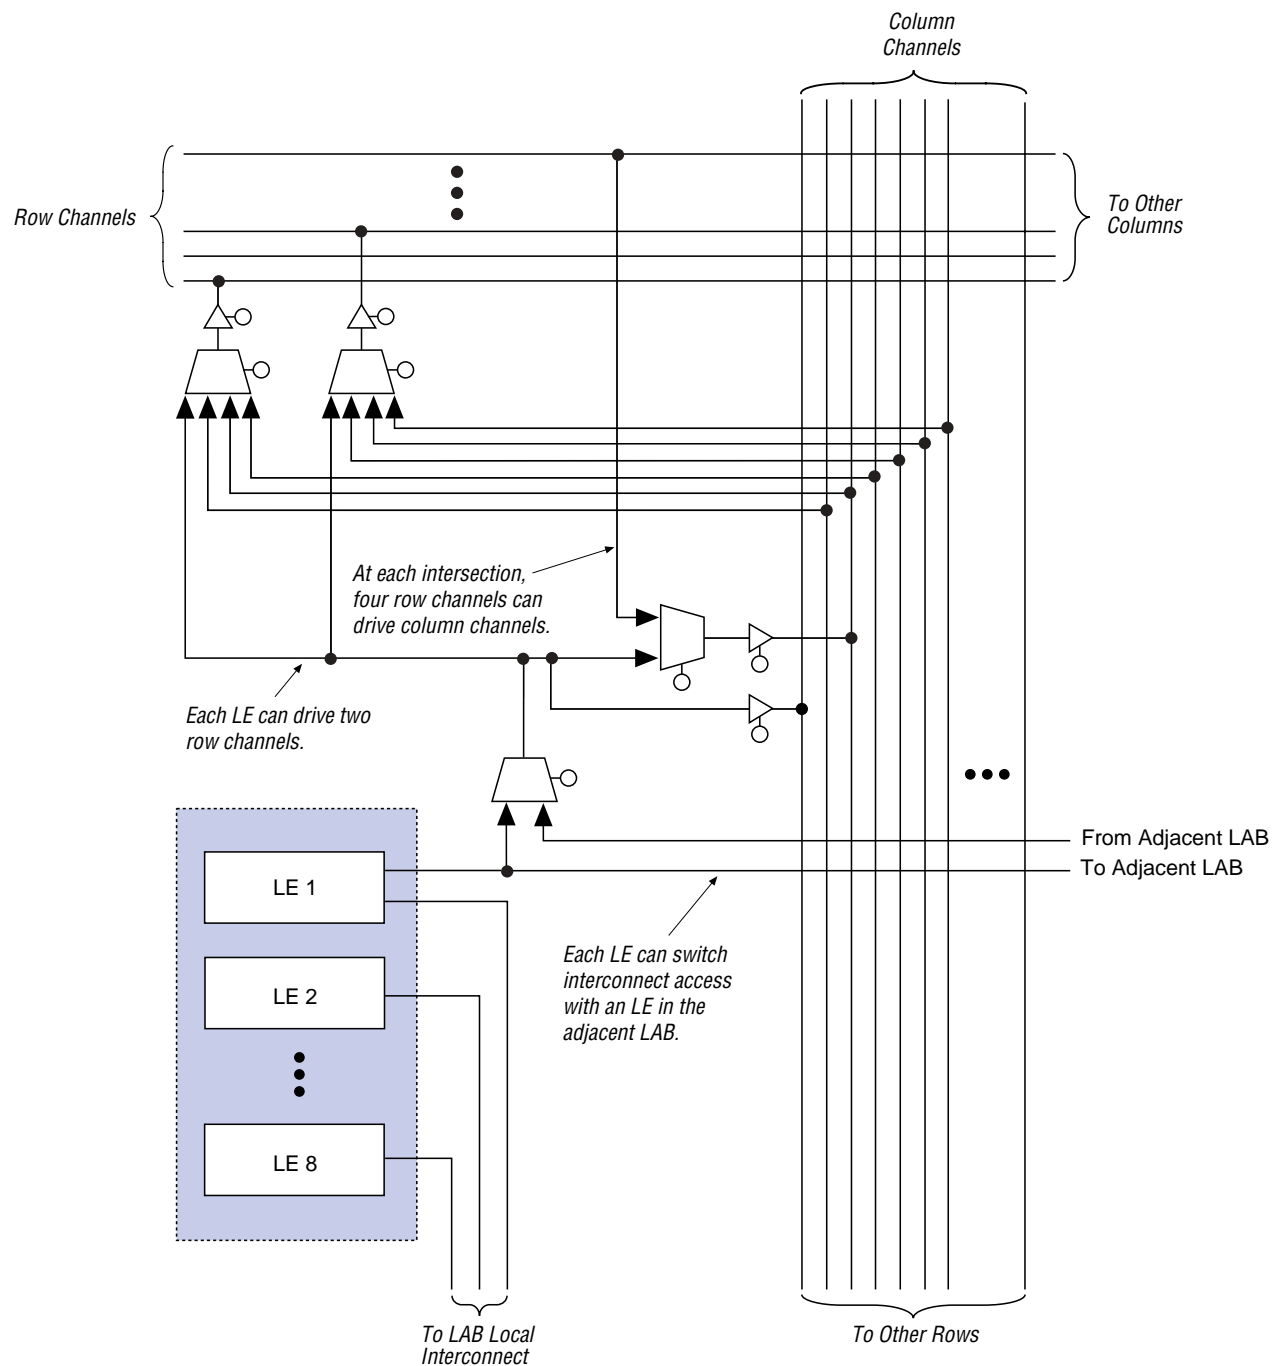 Column
Channels
Row Channels
To Other
Columns
At each intersection,
four row channels can
drive column channels.
Each LE can drive two
row channels.
From Adjacent LAB
To Adjacent LAB
LE 1
Each LE can switch
interconnect access
with an LE in the
adjacent LAB.
LE 2
LE 8
To LAB Local
Interconnect
To Other Rows